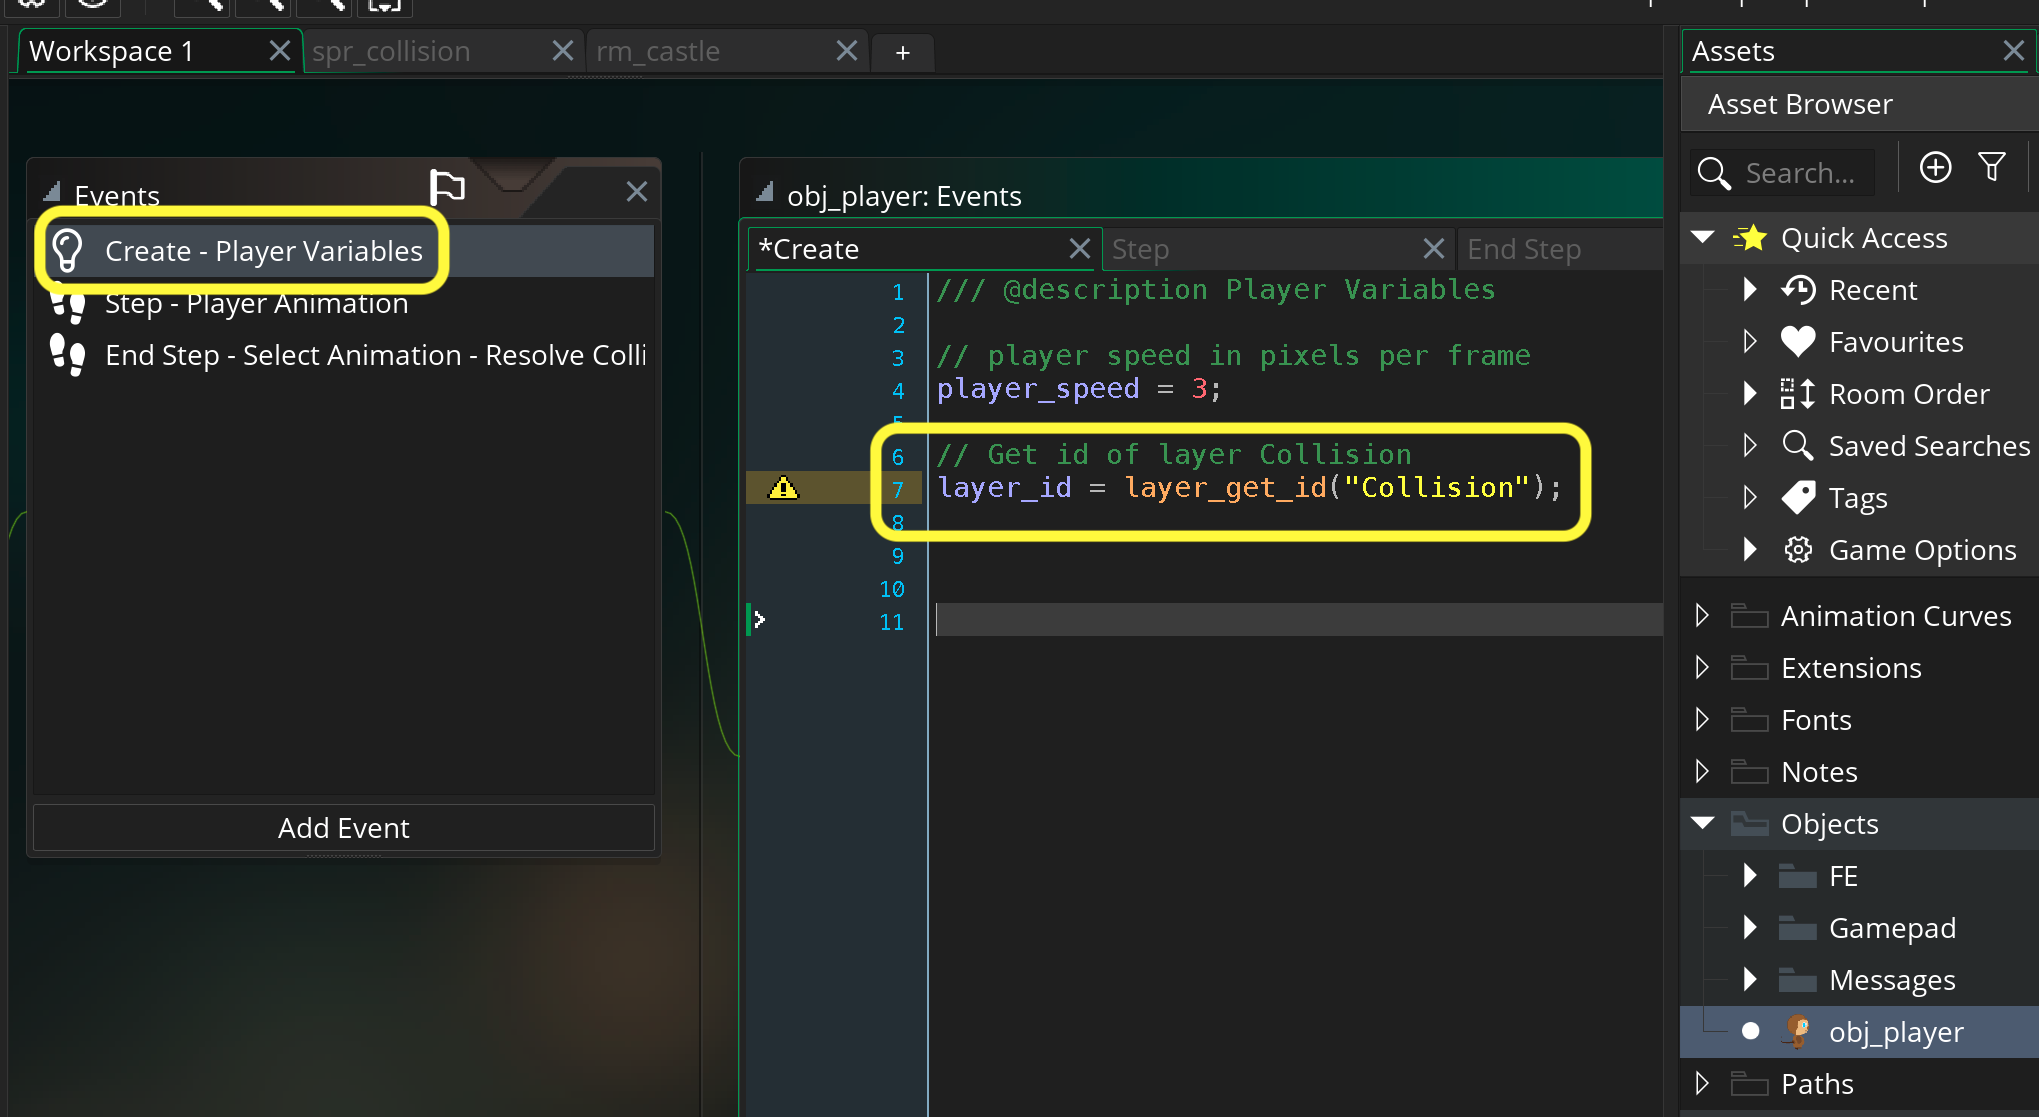 Workspace 1
spr_collision
rm_castle
+
Assets
Asset Browser
Search...
Events
Create - Player Variables
Step - Player Animation
End Step - Select Animation - Resolve Colli
Add Event
obj_player: Events
*Create
Step
End Step
1 /// @description Player Variables
2
3 // player speed in pixels per frame
4 player_speed = 3;
5
6 // Get id of layer Collision
7 layer_id = layer_get_id("Collision");
8
9
10
11
Quick Access
Recent
Favourites
Room Order
Saved Searches
Tags
Game Options
Animation Curves
Extensions
Fonts
Notes
Objects
FE
Gamepad
Messages
obj_player
Paths